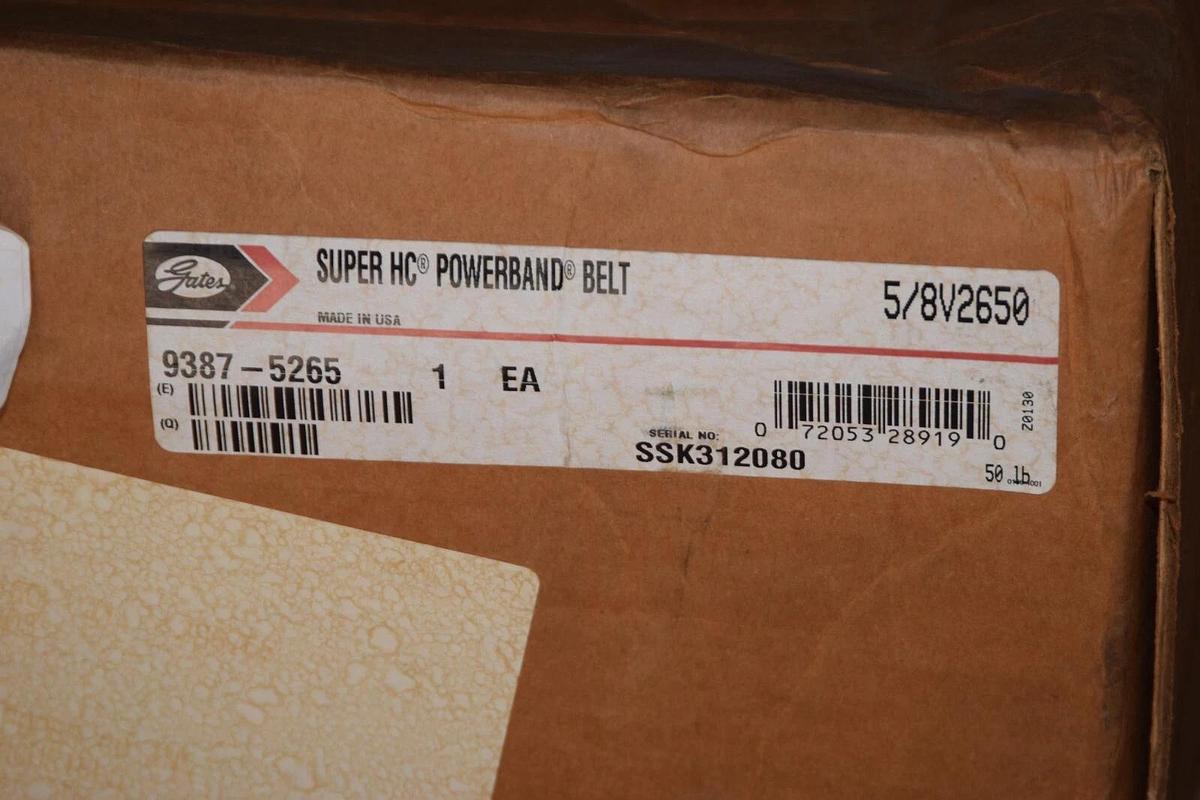 Gates
SUPER HC® POWERBAND® BELT
5/8V2650
MADE IN USA
9387-5265 1 EA
(E)
(Q)
0 72053 28919 0
Z0130
SERIAL NO:
SSK312080
50 lb